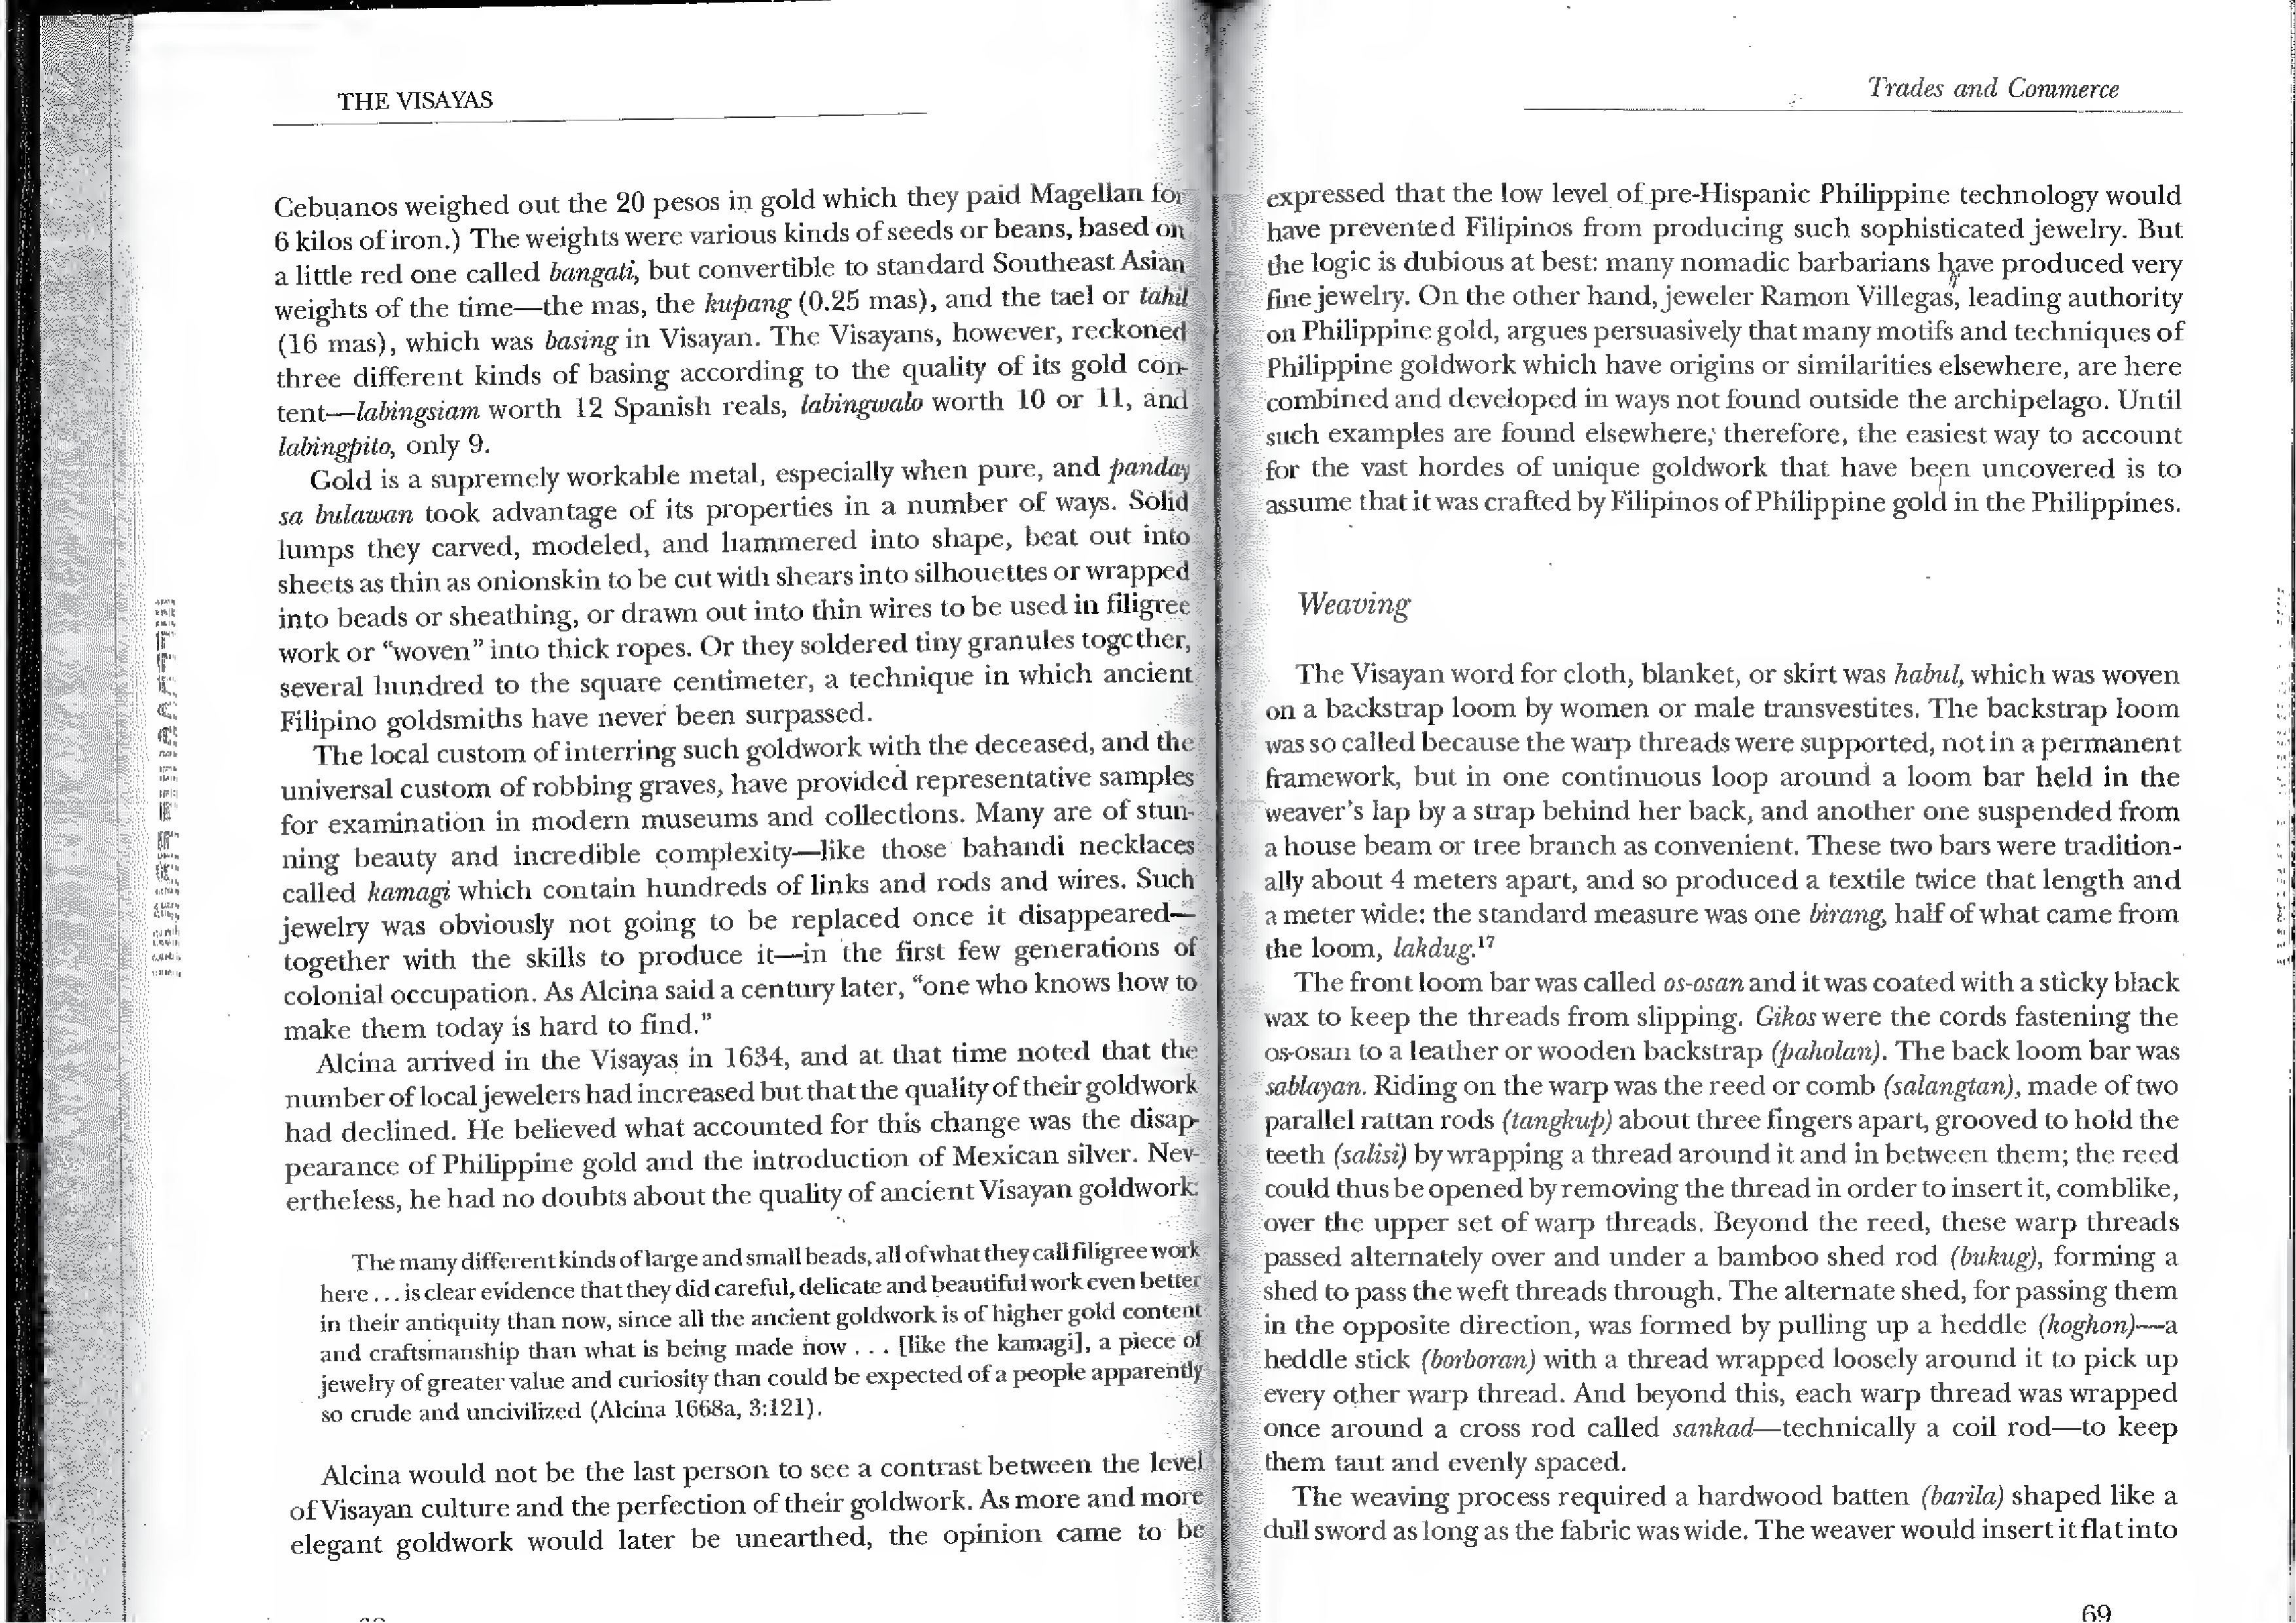 THE VISAYAS
Cebuanos weighed out the 20 pesos in gold which they paid Magellan for
6 kilos of iron.) The weights were various kinds of seeds or beans, based on
a little red one called bangati, but convertible to standard Southeast Asian
weights of the time—the mas, the kupang (0.25 mas), and the tael or tahil
(16 mas), which was basing in Visayan. The Visayans, however, reckoned
three different kinds of basing according to the quality of its gold con-
tent—labingsiam worth 12 Spanish reals, labingwalo worth 10 or 11, and
labingpito, only 9.
Gold is a supremely workable metal, especially when pure, and panday
sa bulawan took advantage of its properties in a number of ways. Solid
lumps they carved, modeled, and hammered into shape, beat out into
sheets as thin as onionskin to be cut with shears into silhouettes or wrapped
into beads or sheathing, or drawn out into thin wires to be used in filigree
work or “woven” into thick ropes. Or they soldered tiny granules together,
several hundred to the square centimeter, a technique in which ancient
Filipino goldsmiths have never been surpassed.
The local custom of interring such goldwork with the deceased, and the
universal custom of robbing graves, have provided representative samples
for examination in modern museums and collections. Many are of stun-
ning beauty and incredible complexity—like those bahandi necklaces
called kamagi which contain hundreds of links and rods and wires. Such
jewelry was obviously not going to be replaced once it disappeared—
together with the skills to produce it—in the first few generations of
colonial occupation. As Alcina said a century later, “one who knows how to
make them today is hard to find.”
Alcina arrived in the Visayas in 1634, and at that time noted that the
number of local jewelers had increased but that the quality of their goldwork
had declined. He believed what accounted for this change was the disap-
pearance of Philippine gold and the introduction of Mexican silver. Nev-
ertheless, he had no doubts about the quality of ancient Visayan goldwork:
The many different kinds of large and small beads, all of what they call filigree work
here . . . is clear evidence that they did careful, delicate and beautiful work even better
in their antiquity than now, since all the ancient goldwork is of higher gold content
and craftsmanship than what is being made now . . . [like the kamagi], a piece of
jewelry of greater value and curiosity than could be expected of a people apparently
so crude and uncivilized (Alcina 1668a, 3:121).
Alcina would not be the last person to see a contrast between the level
of Visayan culture and the perfection of their goldwork. As more and more
elegant goldwork would later be unearthed, the opinion came to be
Trades and Commerce
expressed that the low level of pre-Hispanic Philippine technology would
have prevented Filipinos from producing such sophisticated jewelry. But
the logic is dubious at best: many nomadic barbarians have produced very
fine jewelry. On the other hand, jeweler Ramon Villegas, leading authority
on Philippine gold, argues persuasively that many motifs and techniques of
Philippine goldwork which have origins or similarities elsewhere, are here
combined and developed in ways not found outside the archipelago. Until
such examples are found elsewhere, therefore, the easiest way to account
for the vast hordes of unique goldwork that have been uncovered is to
assume that it was crafted by Filipinos of Philippine gold in the Philippines.
Weaving
The Visayan word for cloth, blanket, or skirt was habul, which was woven
on a backstrap loom by women or male transvestites. The backstrap loom
was so called because the warp threads were supported, not in a permanent
framework, but in one continuous loop around a loom bar held in the
weaver’s lap by a strap behind her back, and another one suspended from
a house beam or tree branch as convenient. These two bars were tradition-
ally about 4 meters apart, and so produced a textile twice that length and
a meter wide: the standard measure was one birang, half of what came from
the loom, lakdug.17
The front loom bar was called os-osan and it was coated with a sticky black
wax to keep the threads from slipping. Gikos were the cords fastening the
os-osan to a leather or wooden backstrap (paholan). The back loom bar was
sablayan. Riding on the warp was the reed or comb (salangtan), made of two
parallel rattan rods (tangkup) about three fingers apart, grooved to hold the
teeth (salisi) by wrapping a thread around it and in between them; the reed
could thus be opened by removing the thread in order to insert it, comblike,
over the upper set of warp threads. Beyond the reed, these warp threads
passed alternately over and under a bamboo shed rod (bukug), forming a
shed to pass the weft threads through. The alternate shed, for passing them
in the opposite direction, was formed by pulling up a heddle (koghon)—a
heddle stick (borboran) with a thread wrapped loosely around it to pick up
every other warp thread. And beyond this, each warp thread was wrapped
once around a cross rod called sankad—technically a coil rod—to keep
them taut and evenly spaced.
The weaving process required a hardwood batten (barila) shaped like a
dull sword as long as the fabric was wide. The weaver would insert it flat into
69